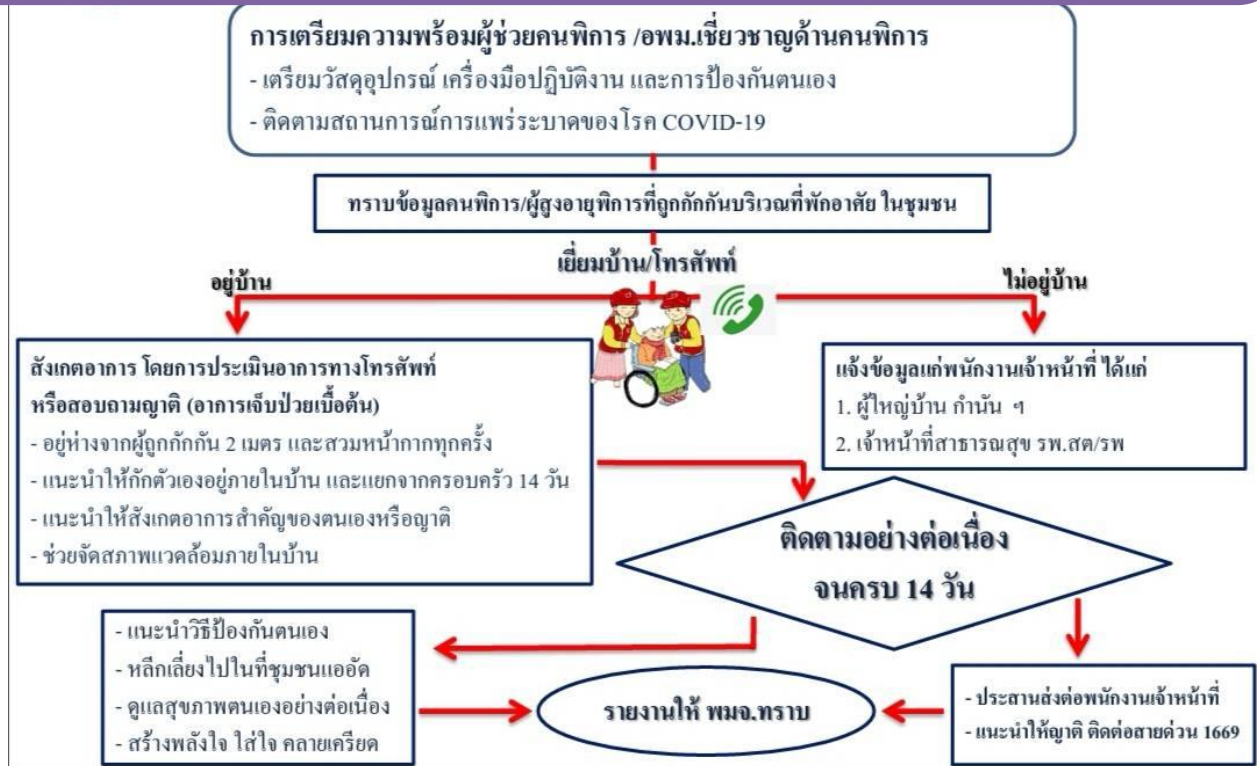 การเตรียมความพร้อมผู้ช่วยคนพิการ /อพม.เชี่ยวชาญด้านคนพิการ
- เตรียมวัสดุอุปกรณ์ เครื่องมือปฏิบัติงาน และการป้องกันตนเอง
- ติดตามสถานการณ์การแพร่ระบาดของโรค COVID-19
ทราบข้อมูลคนพิการ/ผู้สูงอายุพิการที่ถูกกักกันบริเวณที่พักอาศัย ในชุมชน
เยี่ยมบ้าน/โทรศัพท์
อยู่บ้าน
ไม่อยู่บ้าน
สังเกตอาการ โดยการประเมินอาการทางโทรศัพท์
หรือสอบถามญาติ (อาการเจ็บป่วยเบื้อต้น)
- อยู่ห่างจากผู้ถูกกักกัน 2 เมตร และสวมหน้ากากทุกครั้ง
- แนะนำให้กักตัวเองอยู่ภายในบ้าน และแยกจากครอบครัว 14 วัน
- แนะนำให้สังเกตอาการสำคัญของตนเองหรือญาติ
- ช่วยจัดสภาพแวดล้อมภายในบ้าน
แจ้งข้อมูลแก่พนักงานเจ้าหน้าที่ ได้แก่
1. ผู้ใหญ่บ้าน กำนัน ฯ
2. เจ้าหน้าที่สาธารณสุข รพ.สต/รพ
ติดตามอย่างต่อเนื่อง
จนครบ 14 วัน
- แนะนำวิธีป้องกันตนเอง
- หลีกเลี่ยงไปในที่ชุมชนแออัด
- ดูแลสุขภาพตนเองอย่างต่อเนื่อง
- สร้างพลังใจ ใส่ใจ คลายเครียด
รายงานให้ พมจ.ทราบ
- ประสานส่งต่อพนักงานเจ้าหน้าที่
- แนะนำให้ญาติ ติดต่อสายด่วน 1669